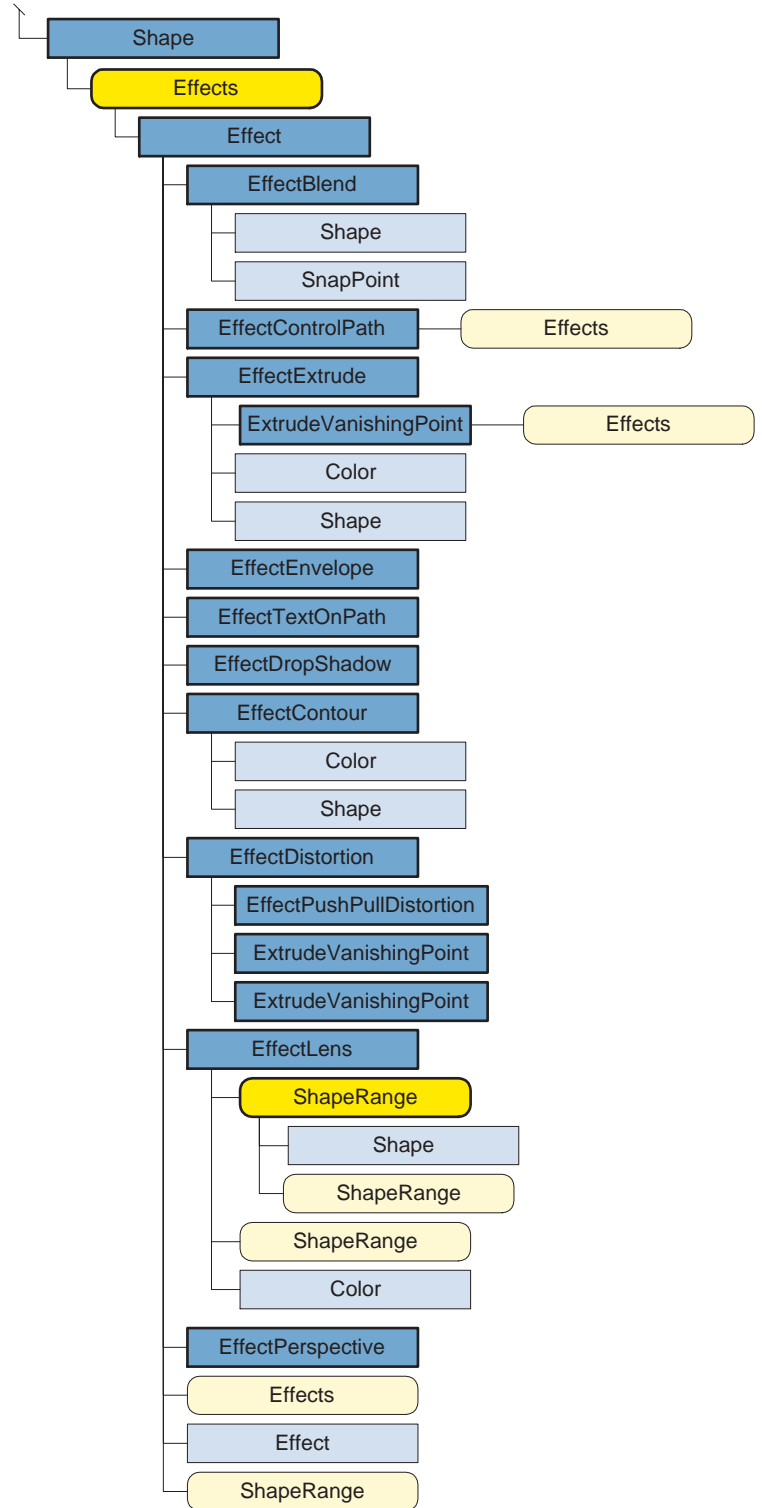 Shape
Effects
Effect
EffectBlend
Shape
SnapPoint
EffectControlPath
Effects
EffectExtrude
ExtrudeVanishingPoint
Effects
Color
Shape
EffectEnvelope
EffectTextOnPath
EffectDropShadow
EffectContour
Color
Shape
EffectDistortion
EffectPushPullDistortion
ExtrudeVanishingPoint
ExtrudeVanishingPoint
EffectLens
ShapeRange
Shape
ShapeRange
ShapeRange
Color
EffectPerspective
Effects
Effect
ShapeRange